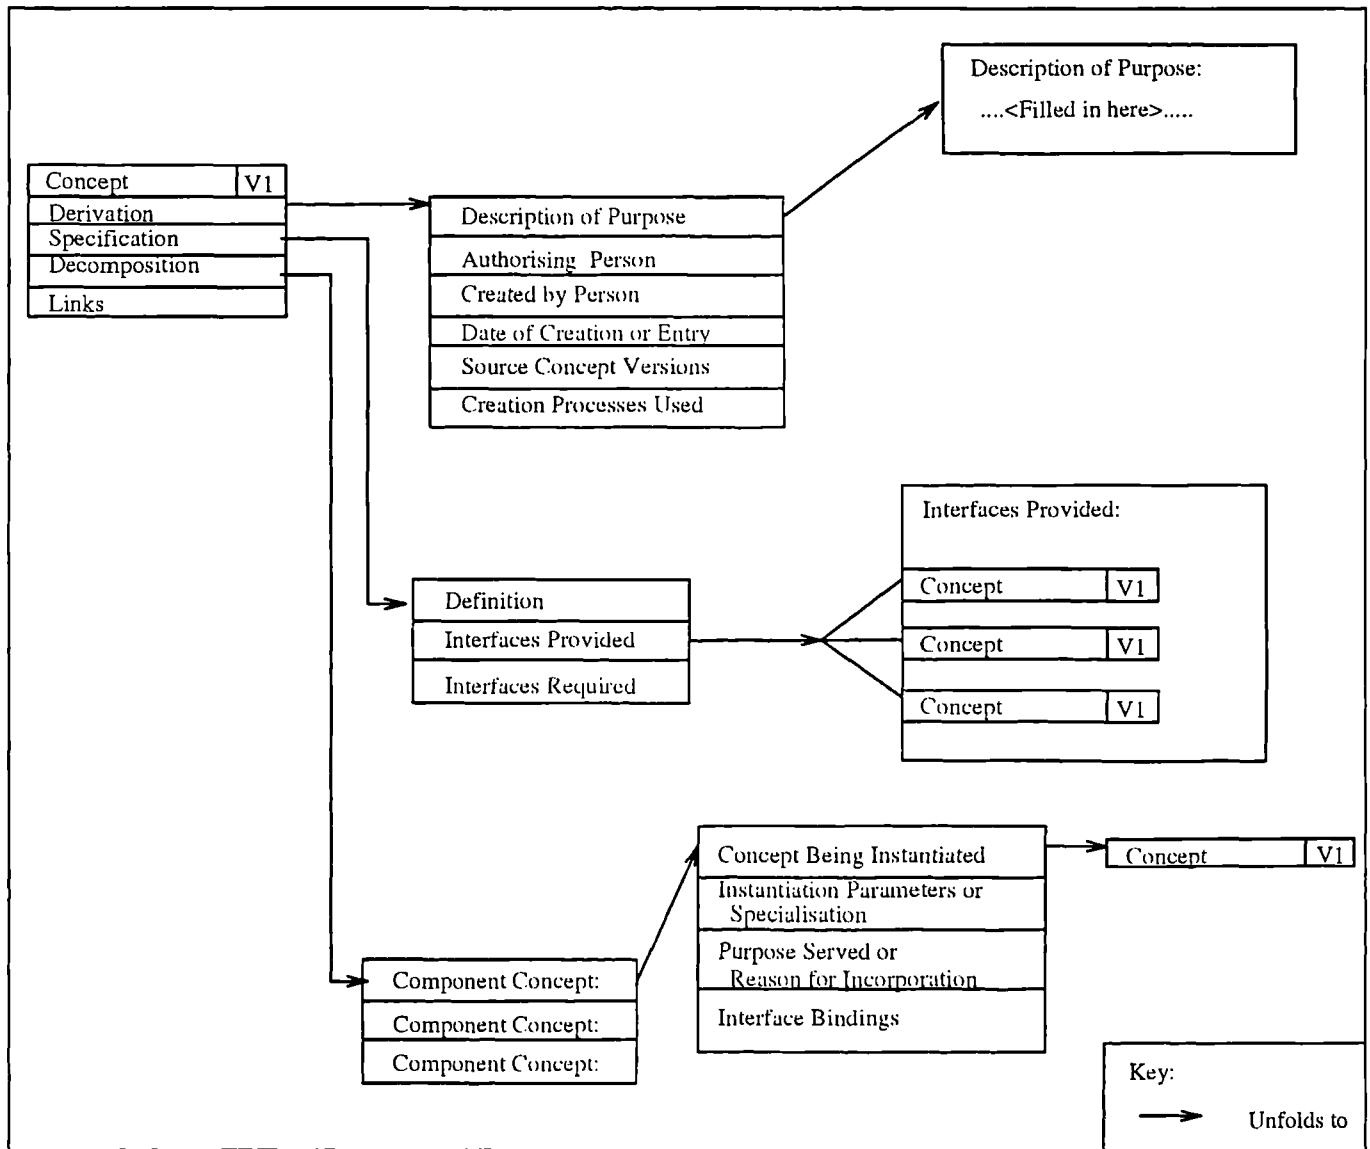 Description of Purpose:
....<Filled in here>.....
Concept V1
Derivation
Specification
Decomposition
Links
Description of Purpose
Authorising Person
Created by Person
Date of Creation or Entry
Source Concept Versions
Creation Processes Used
Interfaces Provided:
Concept V1
Concept V1
Concept V1
Definition
Interfaces Provided
Interfaces Required
Concept Being Instantiated
Instantiation Parameters or
Specialisation
Purpose Served or
Reason for Incorporation
Interface Bindings
Concept V1
Component Concept:
Component Concept:
Component Concept:
Key:
Unfolds to